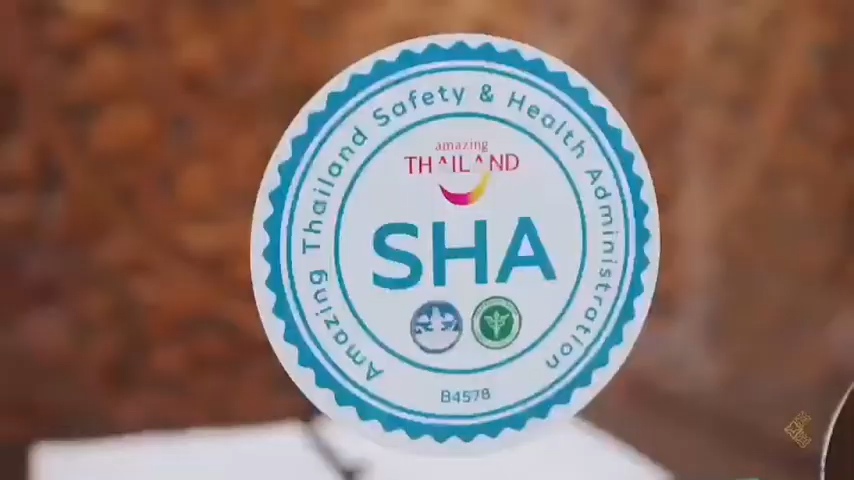 Amazing Thailand Safety & Health Administration
amazing
THAILAND
SHA
B4578